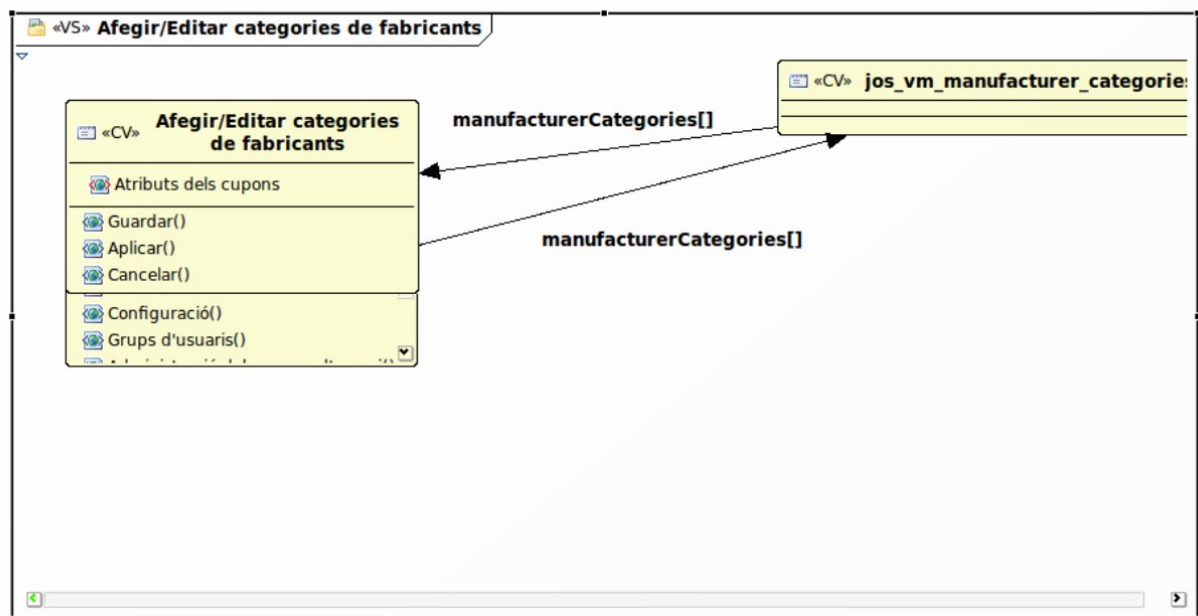 «VS» Afegir/Editar categories de fabricants
«CV» jos_vm_manufacturer_categories
«CV» Afegir/Editar categories
de fabricants
manufacturerCategories[]
Atributs dels cupons
Guardar()
Aplicar()
Cancelar()
manufacturerCategories[]
Configuració()
Grups d'usuaris()